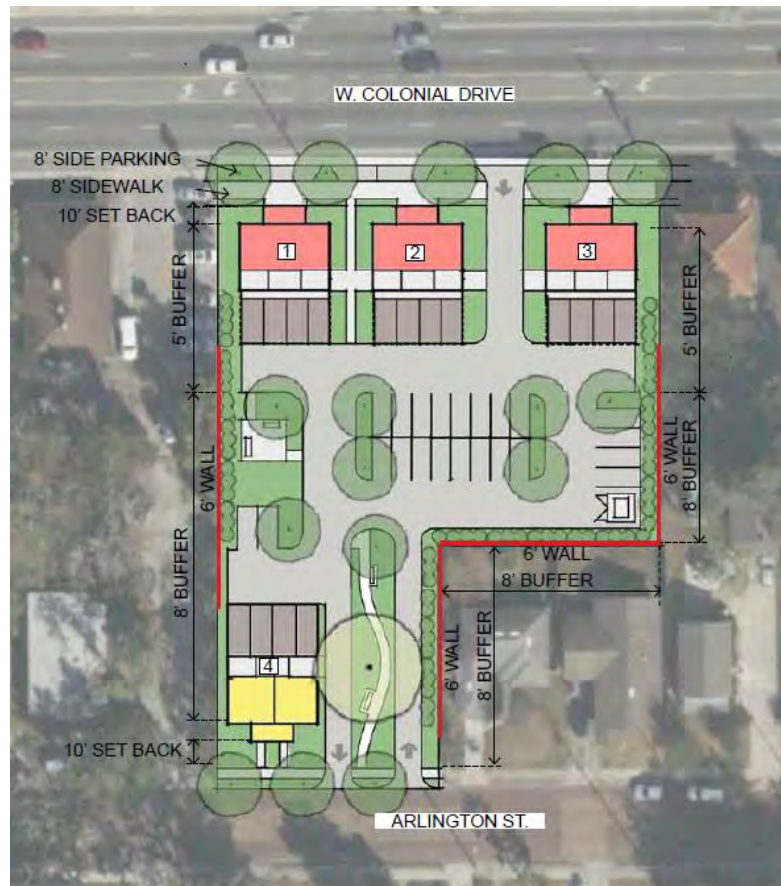 W. COLONIAL DRIVE
8' SIDE PARKING
8' SIDEWALK
10' SET BACK
1
2
3
5' BUFFER
5' BUFFER
6' WALL
8' BUFFER
6' WALL
8' BUFFER
6' WALL
8' BUFFER
6' WALL
8' BUFFER
4
10' SET BACK
ARLINGTON ST.